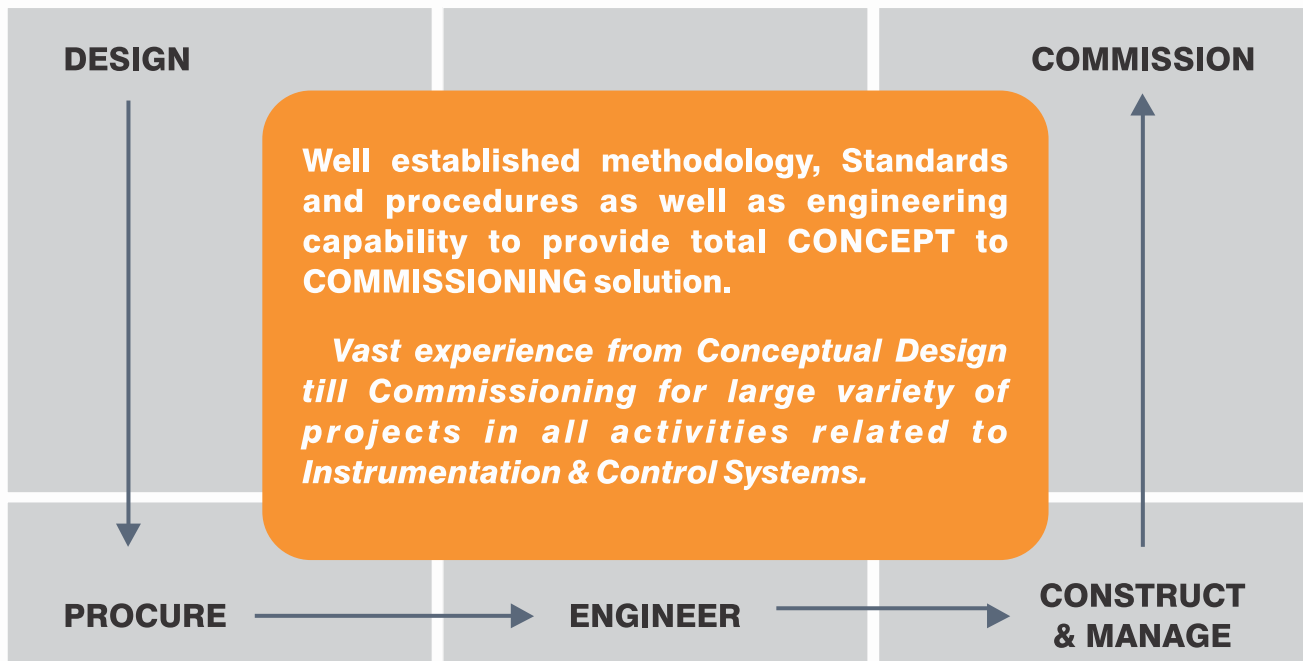 DESIGN
COMMISSION
Well established methodology, Standards
and procedures as well as engineering
capability to provide total CONCEPT to
COMMISSIONING solution.
Vast experience from Conceptual Design
till Commissioning for large variety of
projects in all activities related to
Instrumentation & Control Systems.
PROCURE
ENGINEER
CONSTRUCT
& MANAGE